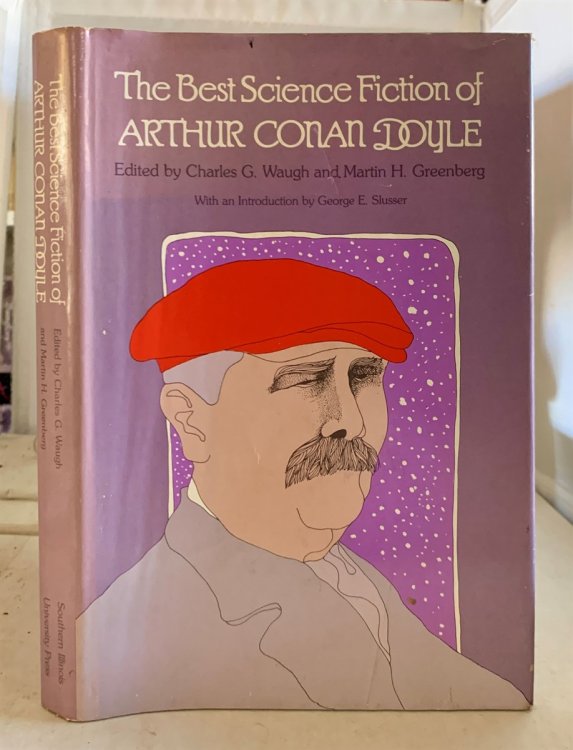 The Best Science Fiction of
ARTHUR CONAN DOYLE
Edited by Charles G. Waugh and Martin H. Greenberg
With an Introduction by George E. Slusser
The Best Science Fiction of
ARTHUR CONAN DOYLE
Edited by Charles G. Waugh
and Martin H. Greenberg
Southern Illinois
University Press